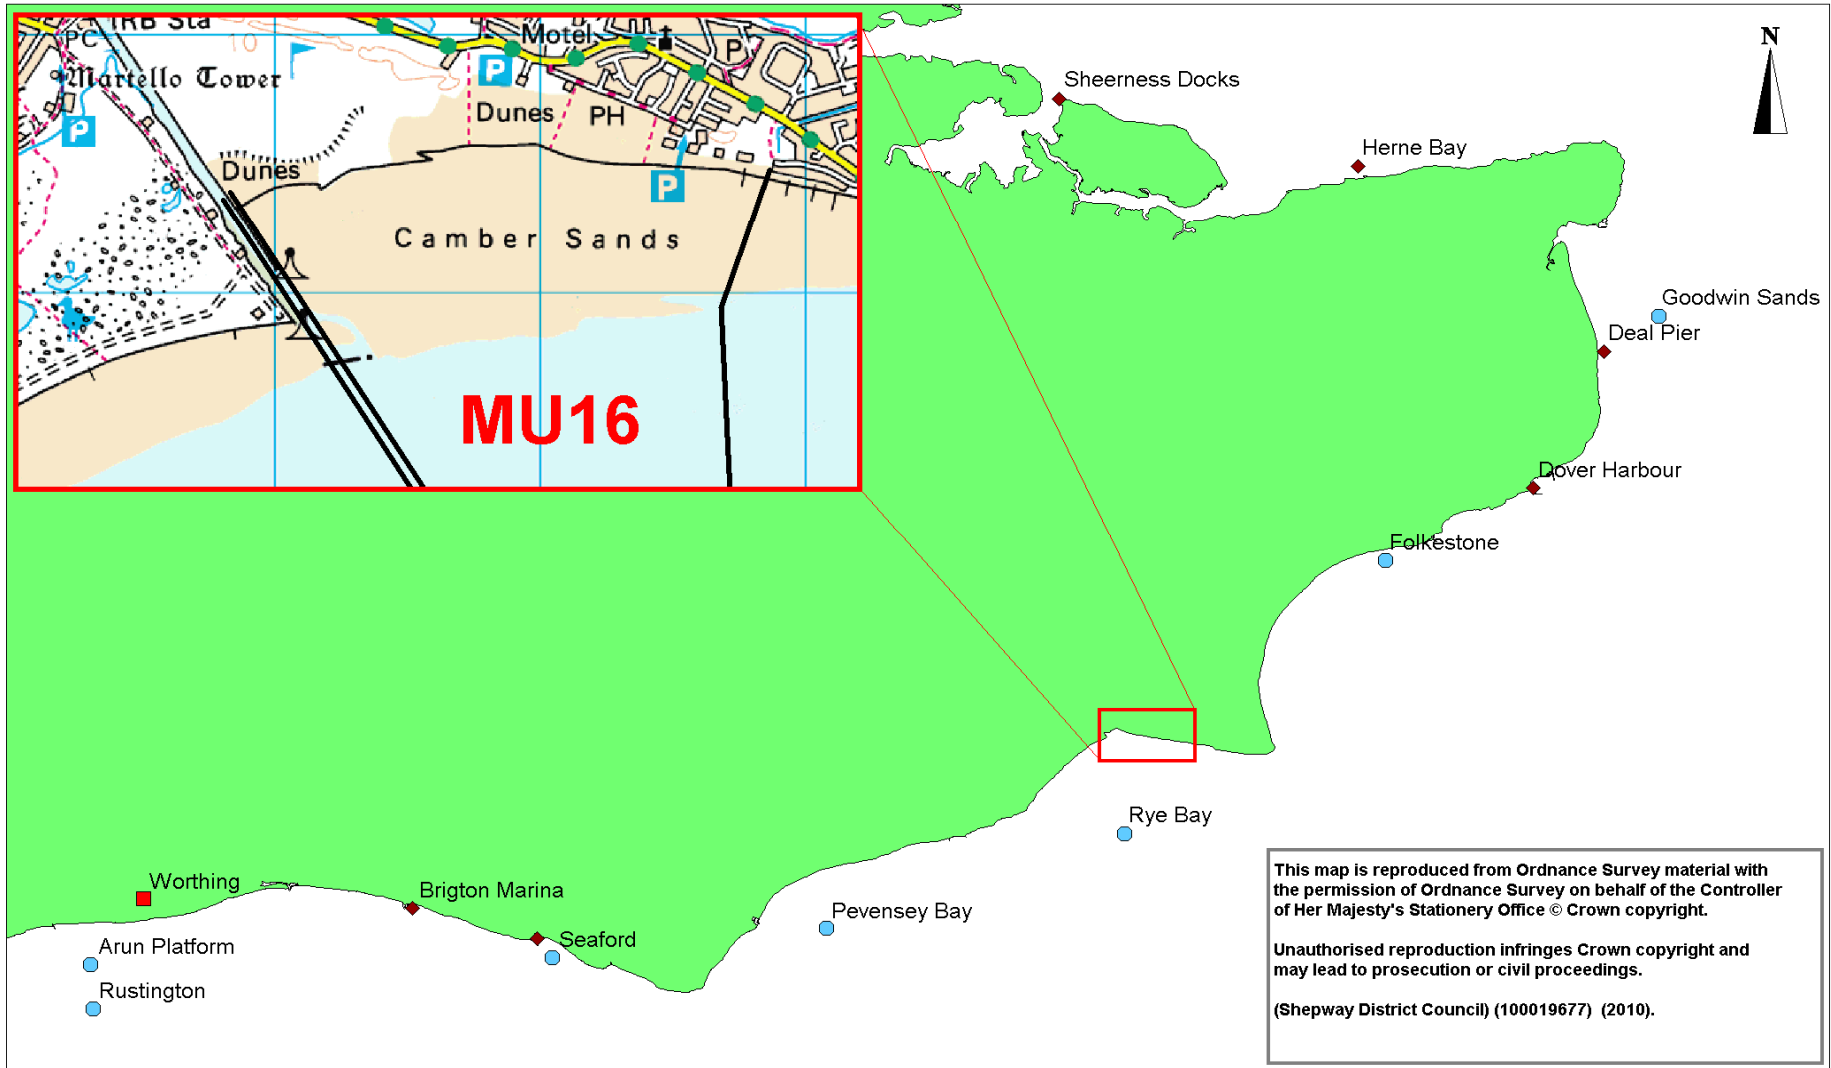 IRB Sta
PC
10
Martello Tower
P
Motel
P
P
Dunes
PH
Dunes
P
Camber Sands
MU16
N
Sheerness Docks
Herne Bay
Goodwin Sands
Deal Pier
Dover Harbour
Folkestone
Rye Bay
Worthing
Brigton Marina
Pevensey Bay
Seaford
Arun Platform
Rustington
This map is reproduced from Ordnance Survey material with
the permission of Ordnance Survey on behalf of the Controller
of Her Majesty's Stationery Office © Crown copyright.
Unauthorised reproduction infringes Crown copyright and
may lead to prosecution or civil proceedings.
(Shepway District Council) (100019677) (2010).